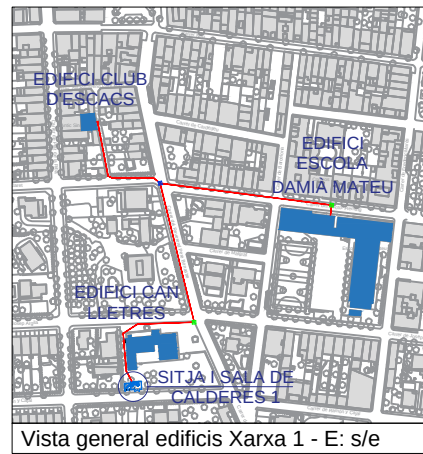 EDIFICI CLUB
D'ESCACS
EDIFICI
ESCOLA
DAMIÀ MATEU
EDIFICI CAN
LLETRES
SITJA I SALA DE
CALDERES 1
Vista general edificis Xarxa 1 - E: s/e